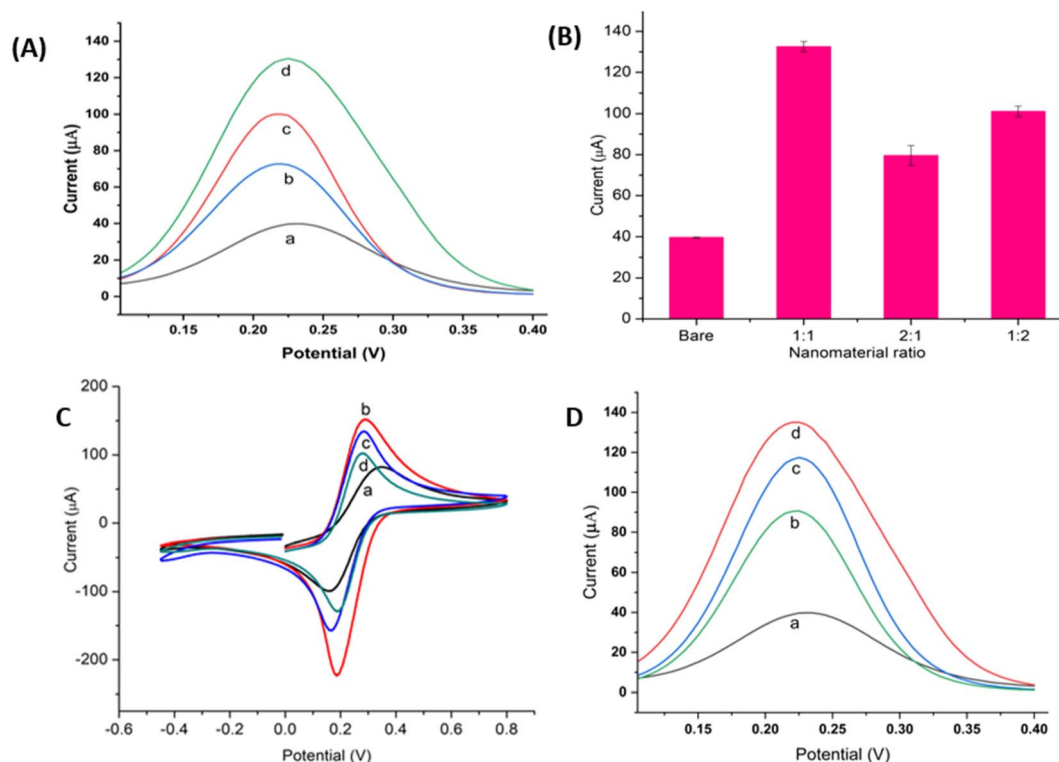 (A)
140
120
100
80
60
40
20
0
Current (µA)
d
c
b
a
0.15 0.20 0.25 0.30 0.35 0.40
Potential (V)
(B)
140
120
100
80
60
40
20
0
Current(µA)
Bare 1:1 2:1 1:2
Nanomaterial ratio
C
200
100
0
-100
-200
Current (µA)
b
c
d
a
-0.6 -0.4 -0.2 0.0 0.2 0.4 0.6 0.8
Potential (V)
D
140
120
100
80
60
40
20
0
Current (µA)
d
c
b
a
0.15 0.20 0.25 0.30 0.35 0.40
Potential (V)